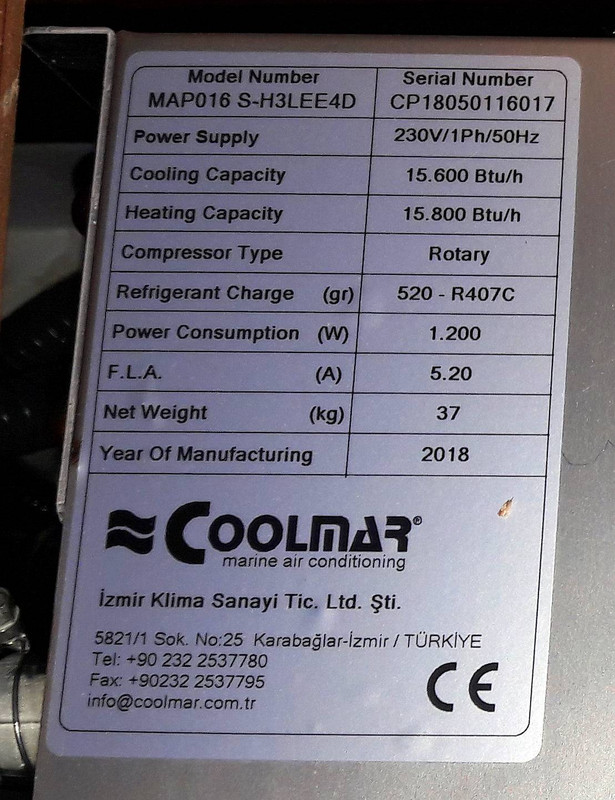 Model Number Serial Number
MAP016 S-H3LEE4D CP18050116017
Power Supply 230V/1Ph/50Hz
Cooling Capacity 15.600 Btu/h
Heating Capacity 15.800 Btu/h
Compressor Type Rotary
Refrigerant Charge (gr) 520 - R407C
Power Consumption (W) 1.200
F.L.A. (A) 5.20
Net Weight (kg) 37
Year Of Manufacturing 2018
COOLMAR®
marine air conditioning
İzmir Klima Sanayi Tic. Ltd. Şti.
5821/1 Sok. No:25 Karabağlar-İzmir / TÜRKİYE
Tel: +90 232 2537780
Fax: +90232 2537795
info@coolmar.com.tr
CE